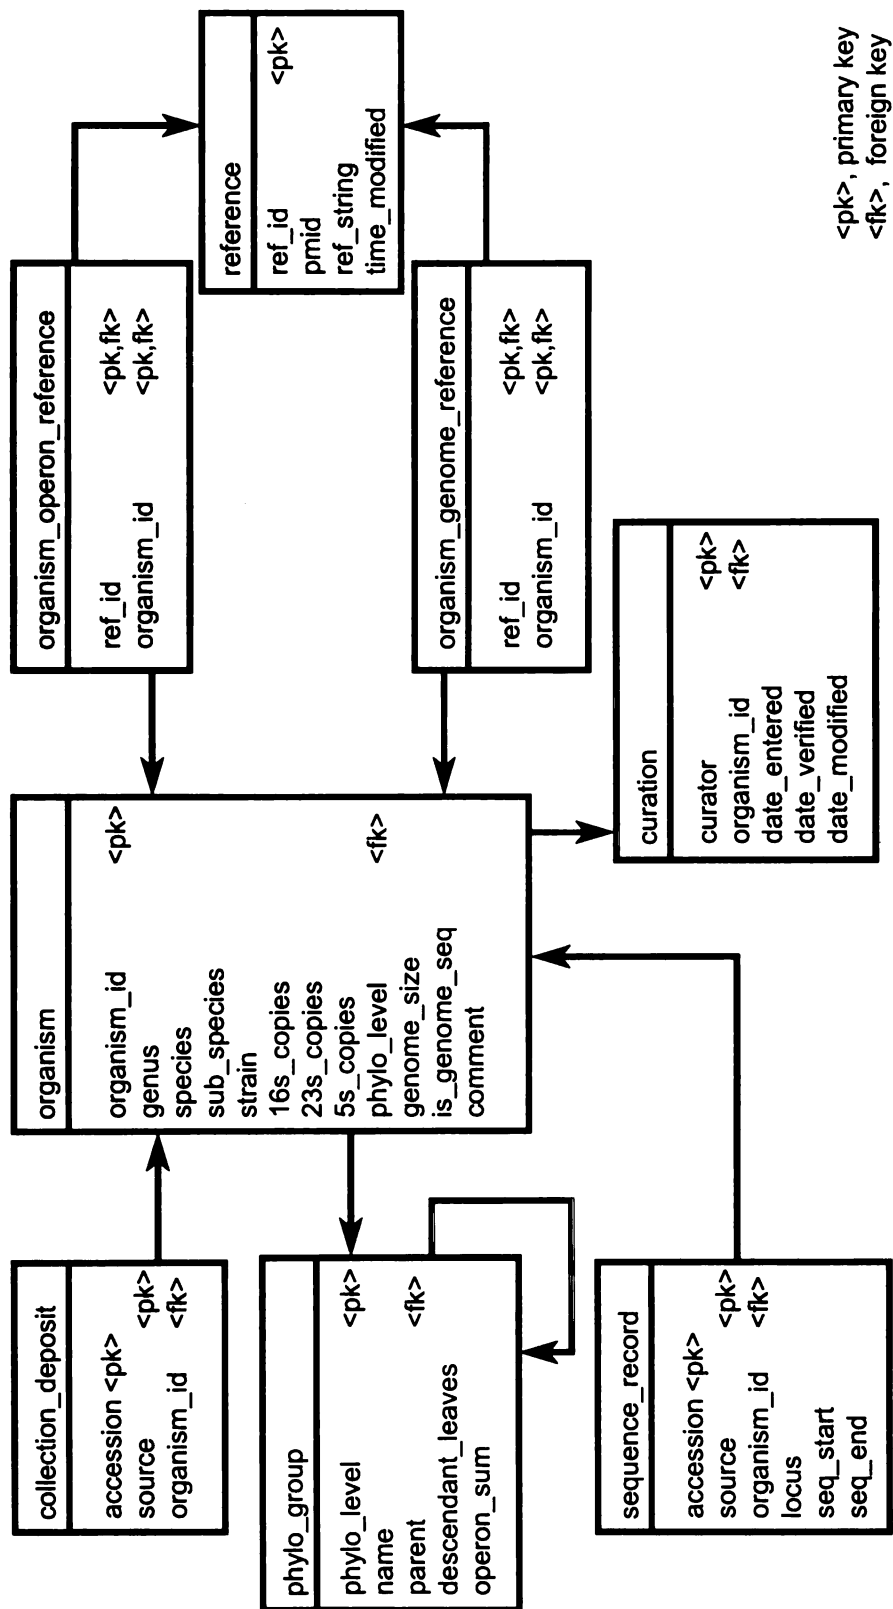 collection_deposit
accession <pk>
source <pk>
organism_id <fk>
phylo_group
phylo_level <pk>
name
parent <fk>
descendant_leaves
operon_sum
sequence_record
accession <pk>
source <pk>
organism_id <fk>
locus
seq_start
seq_end
organism
organism_id <pk>
genus
species
sub_species
strain
16s_copies
23s_copies
5s_copies
phylo_level <fk>
genome_size
is_genome_seq
comment
organism_operon_reference
ref_id <pk,fk>
organism_id <pk,fk>
organism_genome_reference
ref_id <pk,fk>
organism_id <pk,fk>
curation
curator <pk>
organism_id <fk>
date_entered
date_verified
date_modified
reference
ref_id <pk>
pmid
ref_string
time_modified
<pk>, primary key
<fk>, foreign key